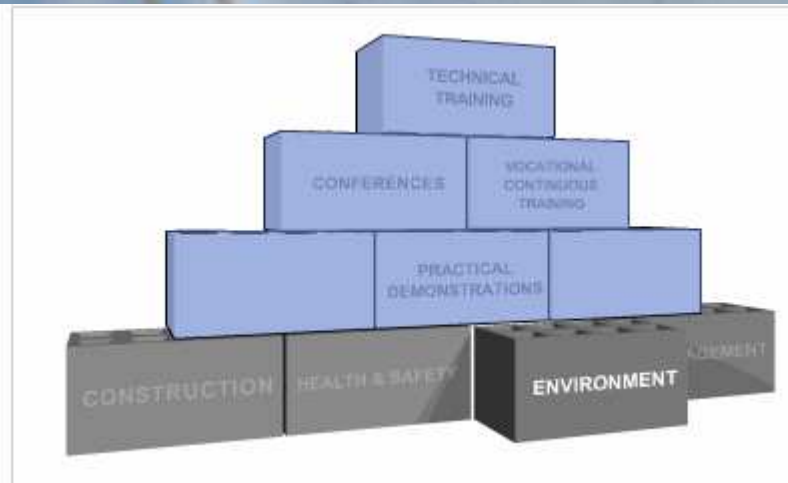 TECHNICAL
TRAINING
CONFERENCES
VOCATIONAL
CONTINUOUS
TRAINING
PRACTICAL
DEMONSTRATIONS
CONSTRUCTION
HEALTH & SAFETY
ENVIRONMENT